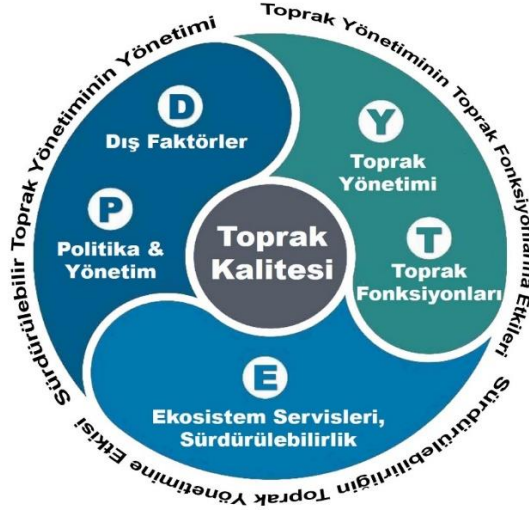 Sürdürülebilir Toprak Yönetiminin Yönetimi
Toprak Yönetiminin Toprak Fonksiyonlarına Etkileri
D
Dış Faktörler
P
Politika &
Yönetim
Y
Toprak
Yönetimi
T
Toprak
Fonksiyonları
Toprak
Kalitesi
E
Ekosistem Servisleri,
Sürdürülebilirlik
Sürdürülebilirliğin Toprak Yönetimine Etkisi